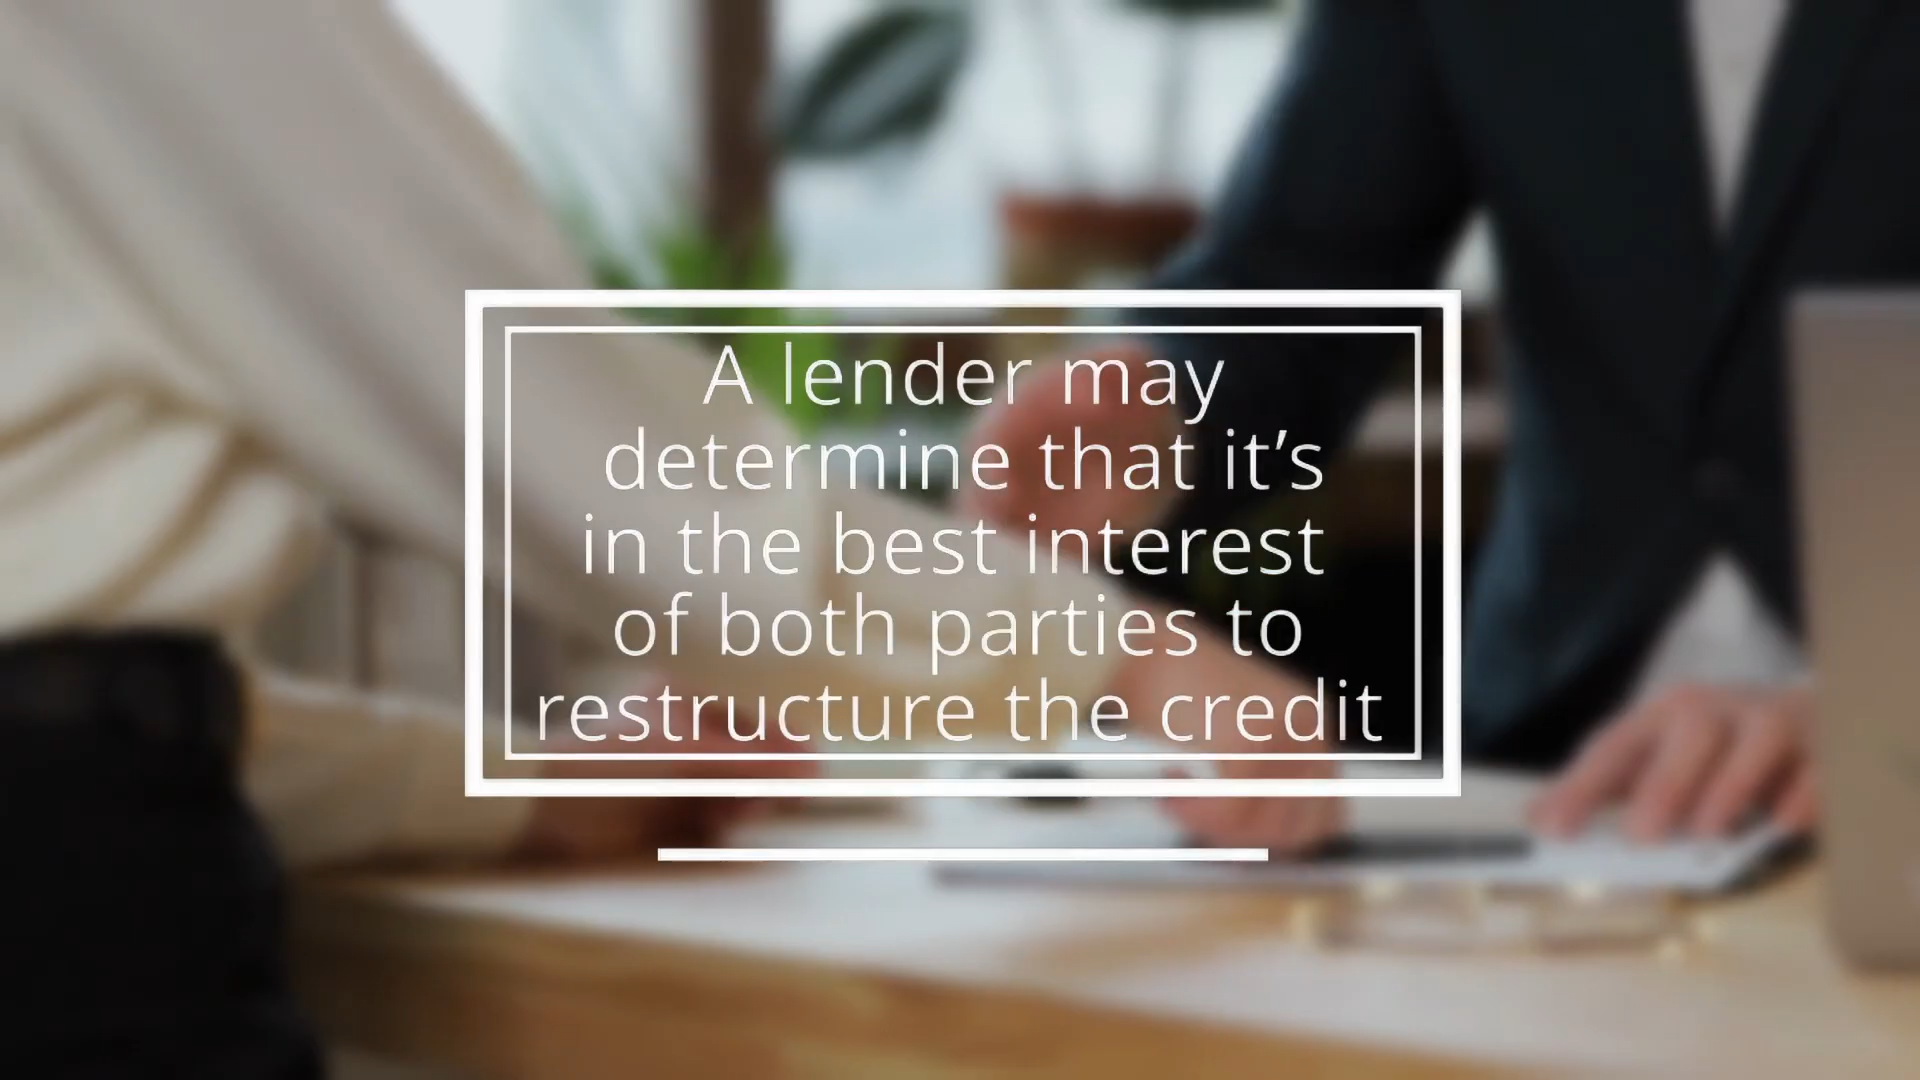 A lender may
determine that it’s
in the best interest
of both parties to
restructure the credit